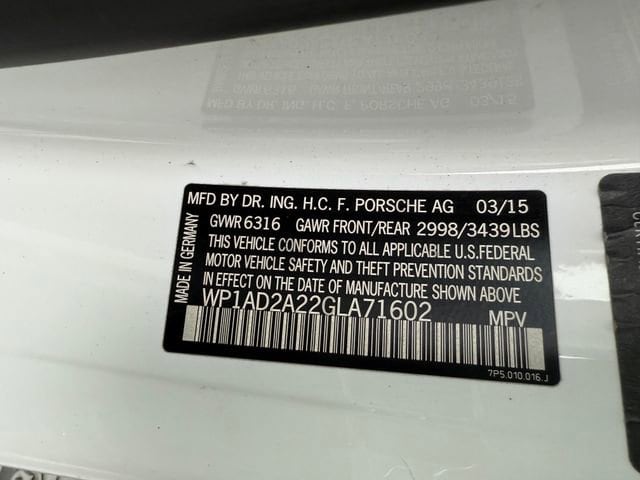 MFD BY DR. ING. H.C. F. PORSCHE AG 03/15
GVWR 6316 GAWR FRONT/REAR 2998/3439 LBS
THIS VEHICLE CONFORMS TO ALL APPLICABLE U.S.FEDERAL
MOTOR VEHICLE SAFETY AND THEFT PREVENTION STANDARDS
IN EFFECT ON THE DATE OF MANUFACTURE SHOWN ABOVE
WP1AD2A22GLA71602 MPV
7P5.010.016.J
MADE IN GERMANY